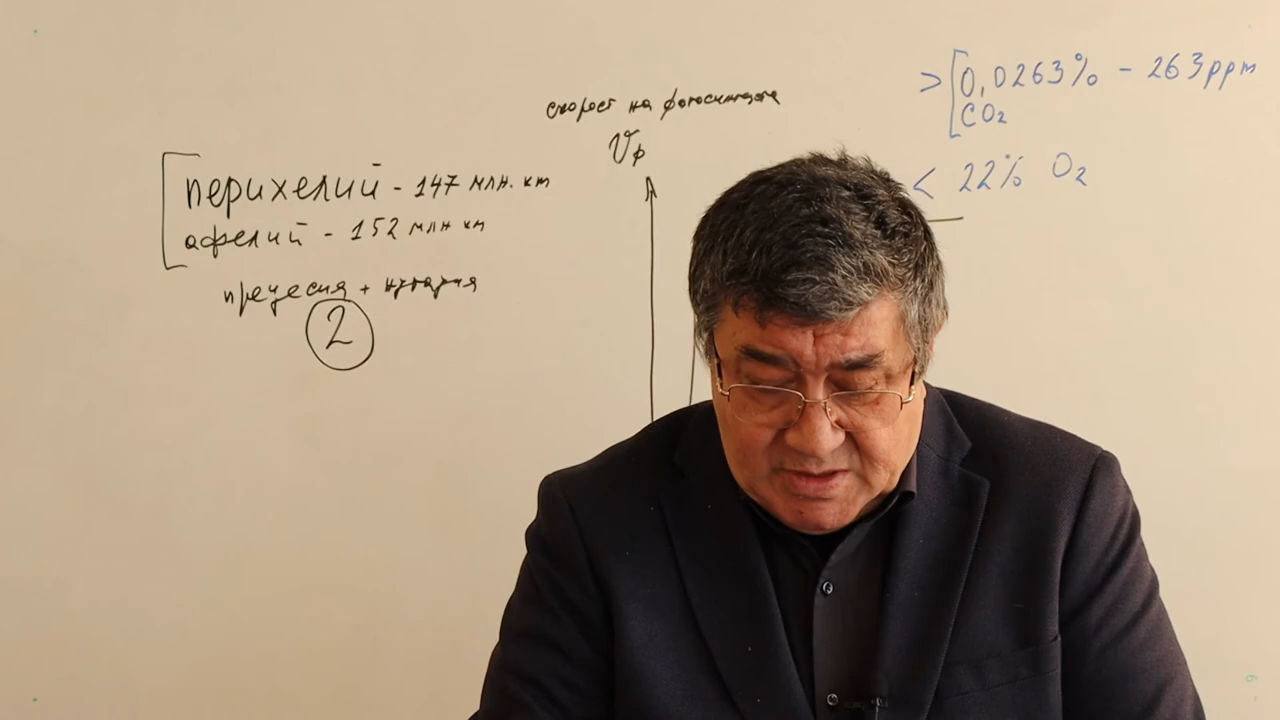 перихелий - 147 млн. км
афелий - 152 млн км
прецесия + нутация
2
скорост на фотосинтеза
Vф
> 0,0263% - 263ppm
CO2
< 22% O2